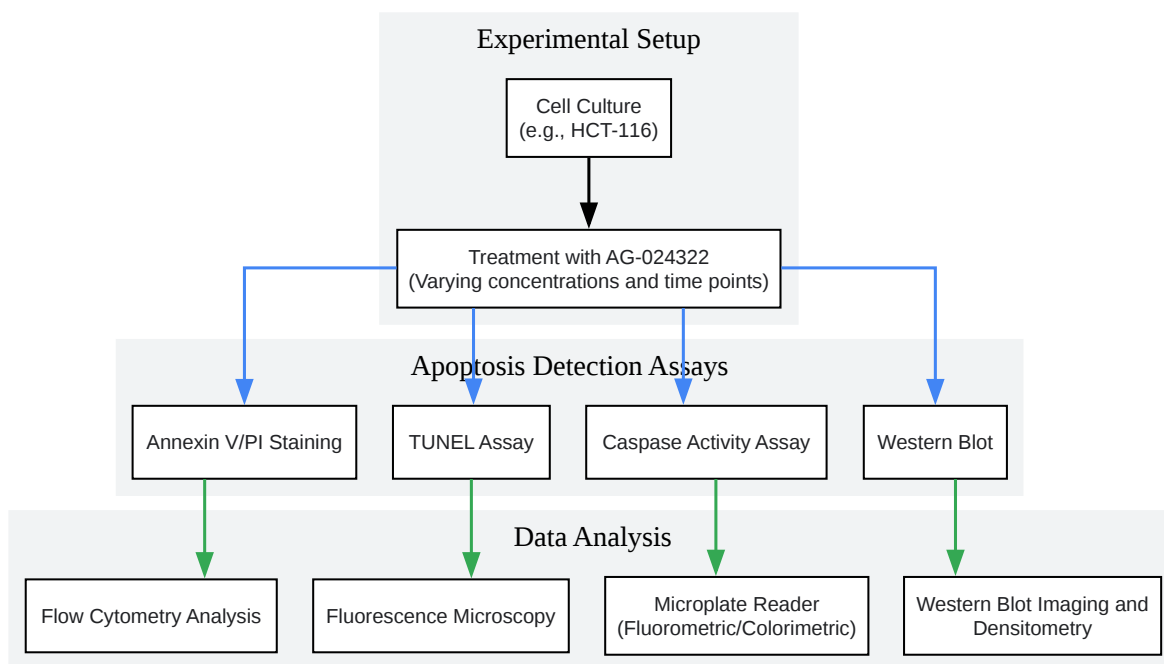 Experimental Setup
Cell Culture
(e.g., HCT-116)
Treatment with AG-024322
(Varying concentrations and time points)
Apoptosis Detection Assays
Annexin V/PI Staining
TUNEL Assay
Caspase Activity Assay
Western Blot
Data Analysis
Flow Cytometry Analysis
Fluorescence Microscopy
Microplate Reader
(Fluorometric/Colorimetric)
Western Blot Imaging and
Densitometry